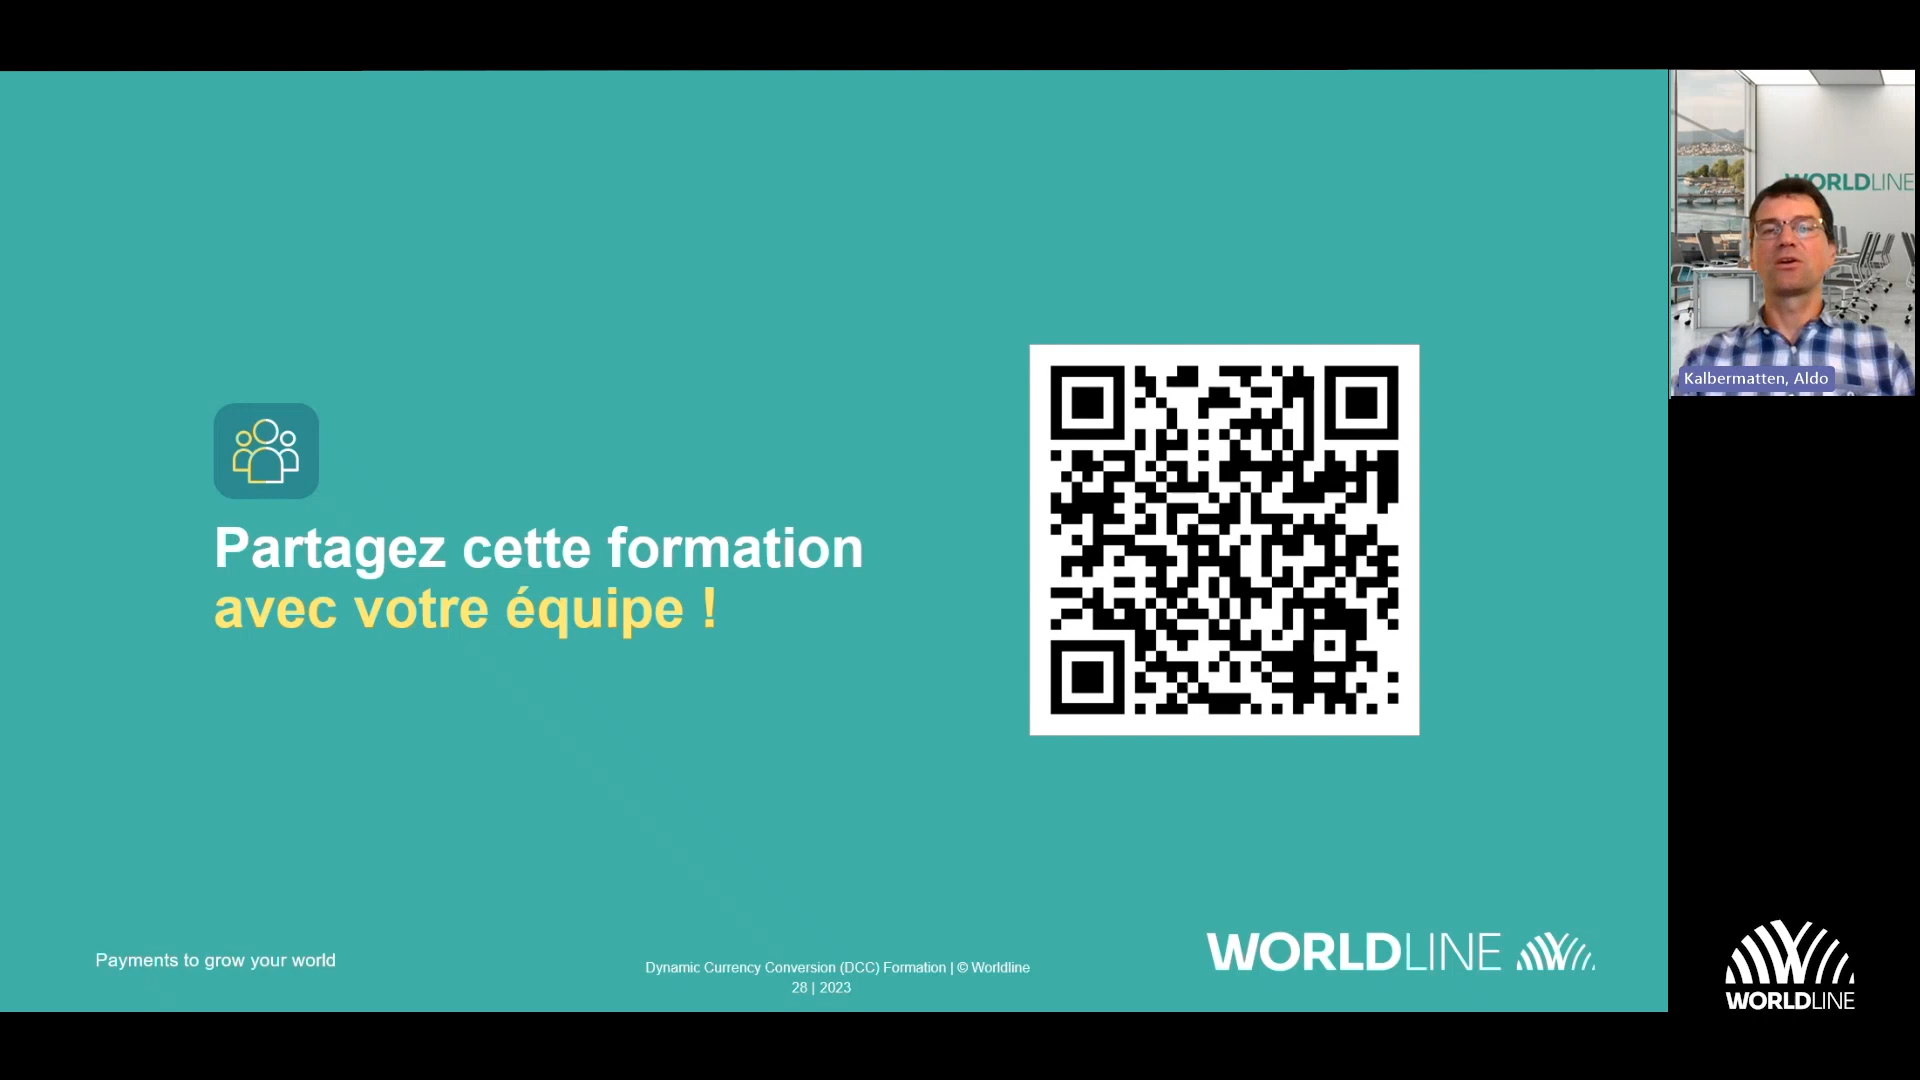 WORLDLINE
Kalbermatten, Aldo
Partagez cette formation
avec votre équipe !
Payments to grow your world
Dynamic Currency Conversion (DCC) Formation | © Worldline
28 | 2023
WORLDLINE
WORLDLINE